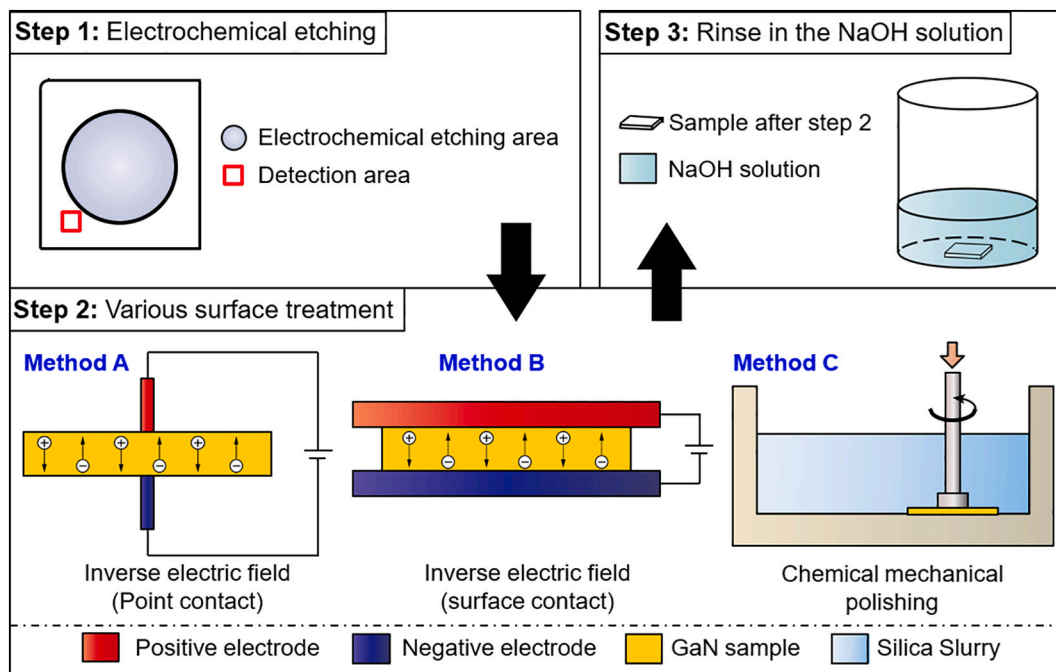 Step 1: Electrochemical etching
Electrochemical etching area
Detection area
Step 3: Rinse in the NaOH solution
Sample after step 2
NaOH solution
Step 2: Various surface treatment
Method A
Inverse electric field
(Point contact)
Method B
Inverse electric field
(surface contact)
Method C
Chemical mechanical
polishing
Positive electrode
Negative electrode
GaN sample
Silica Slurry